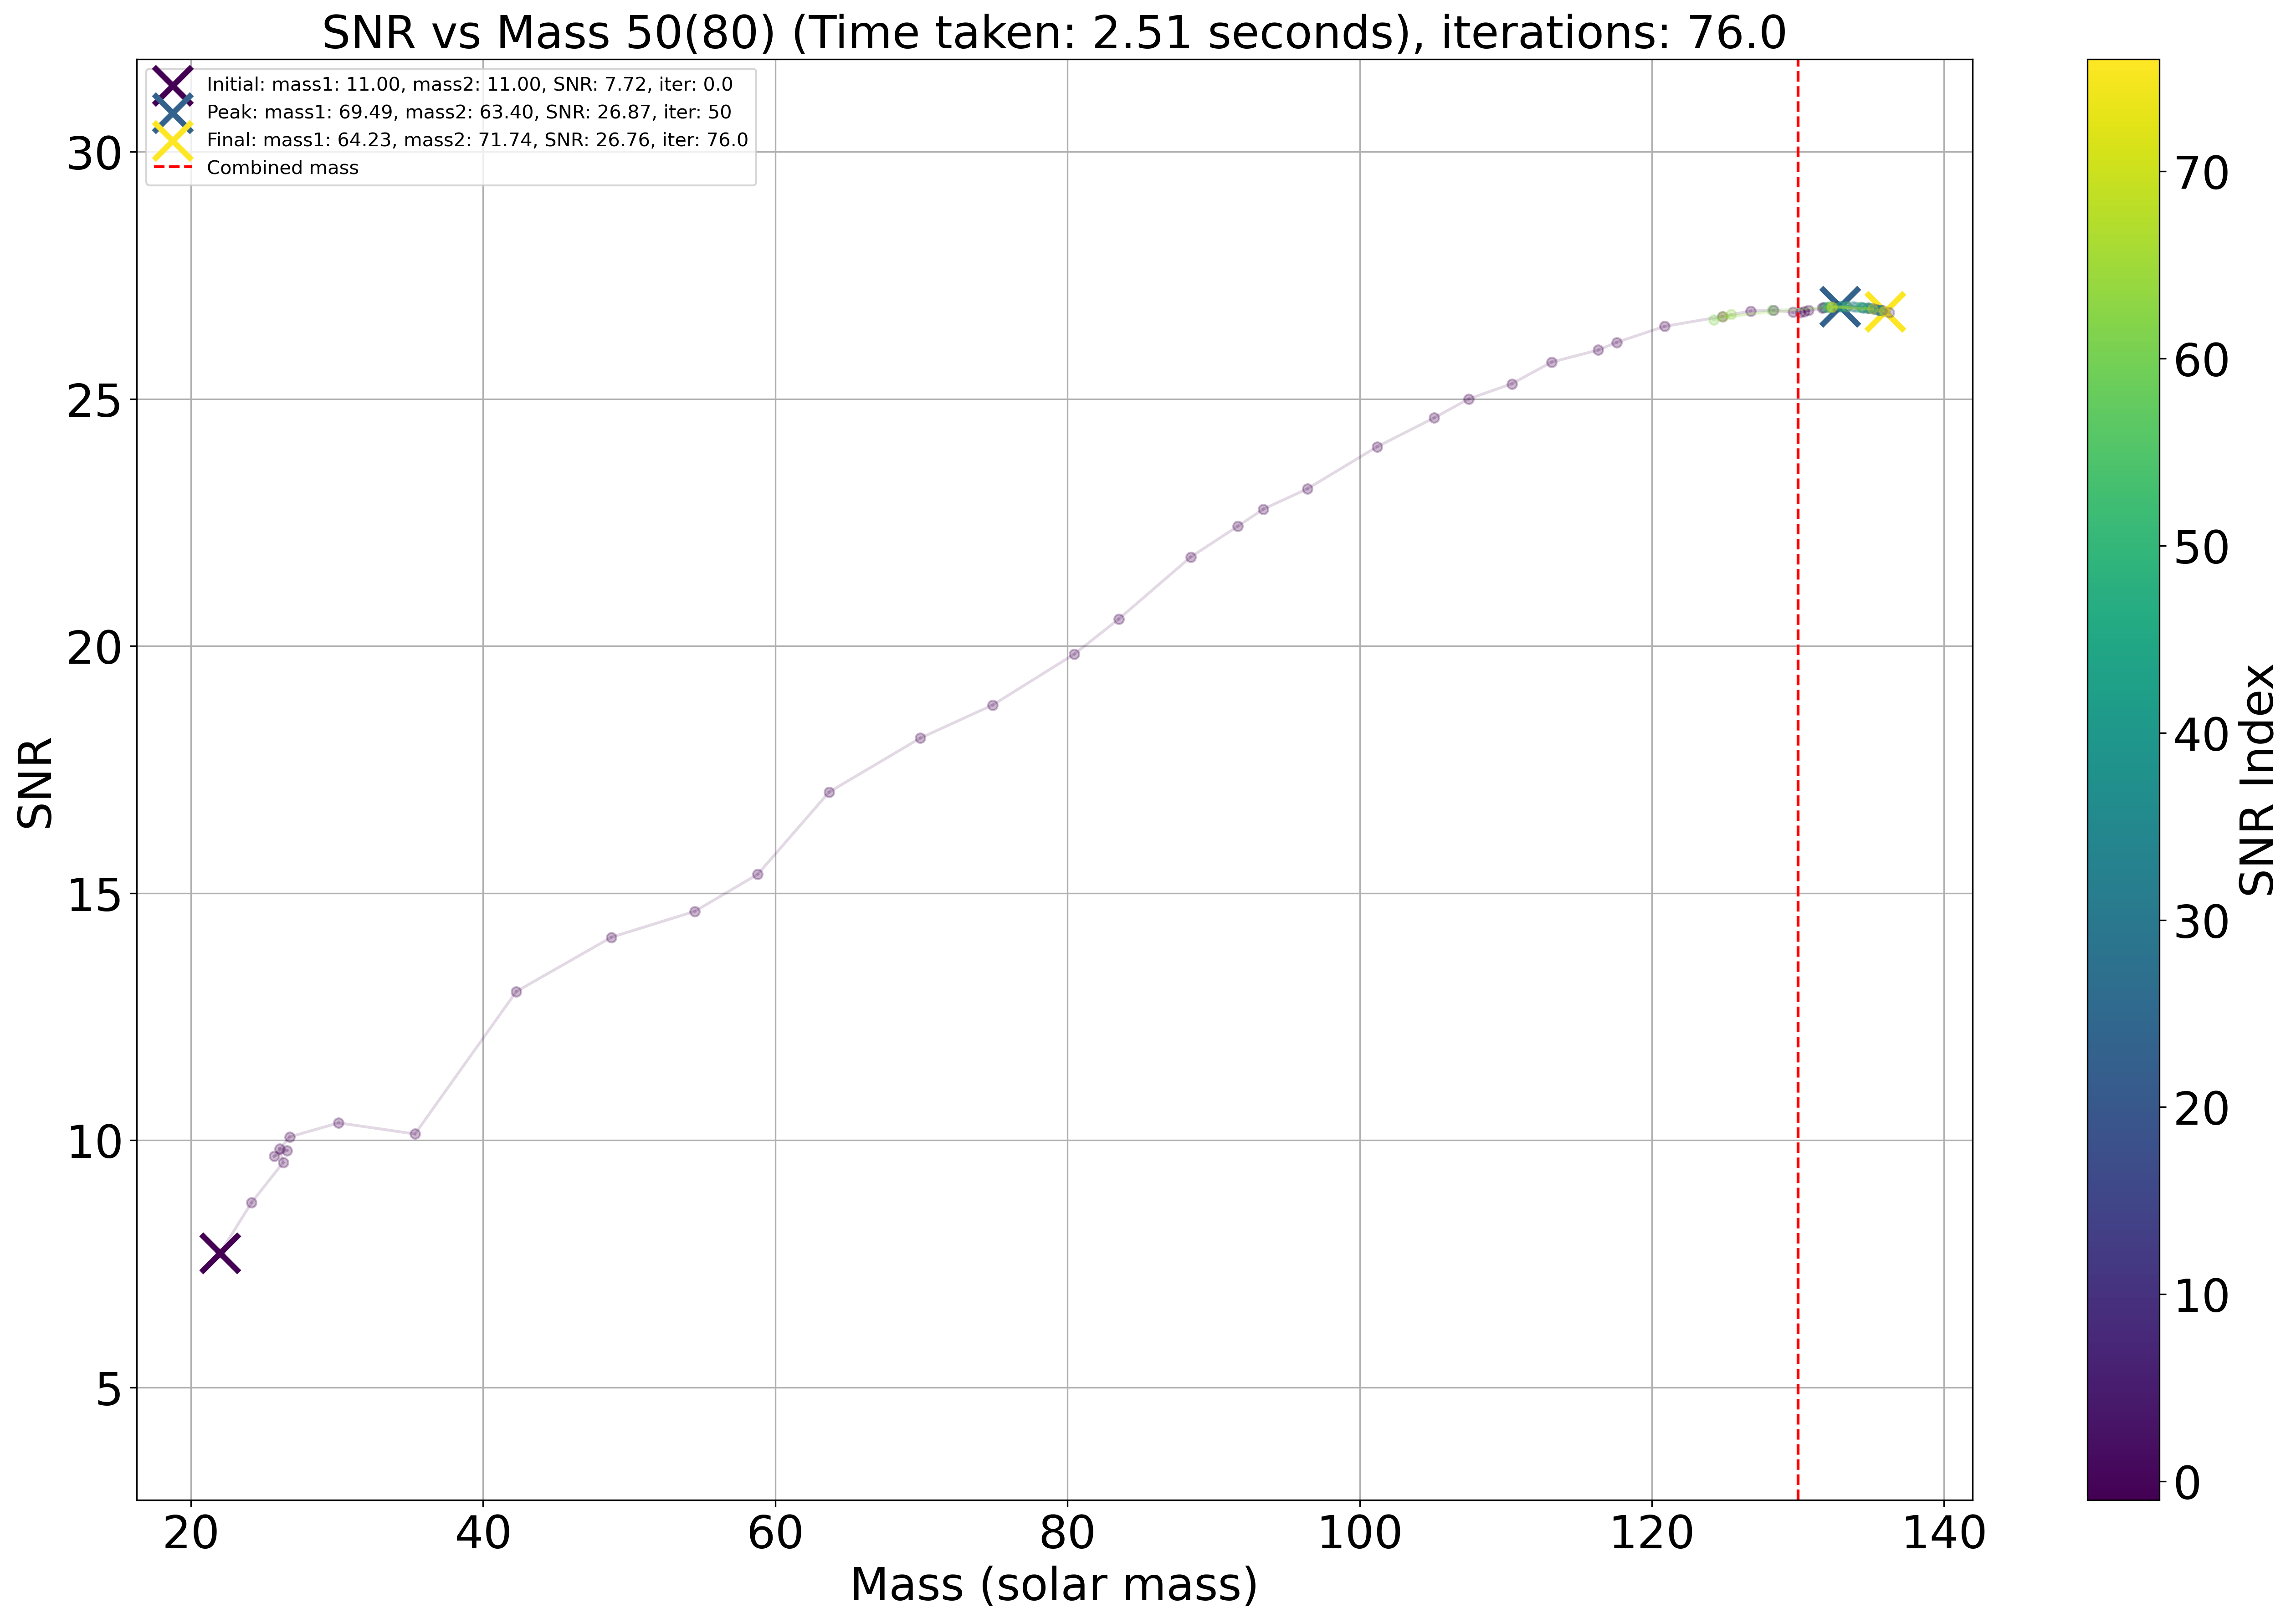 SNR vs Mass 50(80) (Time taken: 2.51 seconds), iterations: 76.0
Initial: mass1: 11.00, mass2: 11.00, SNR: 7.72, iter: 0.0
Peak: mass1: 69.49, mass2: 63.40, SNR: 26.87, iter: 50
Final: mass1: 64.23, mass2: 71.74, SNR: 26.76, iter: 76.0
Combined mass
SNR
30
25
20
15
10
5
20 40 60 80 100 120 140
Mass (solar mass)
70
60
50
40
30
20
10
0
SNR Index